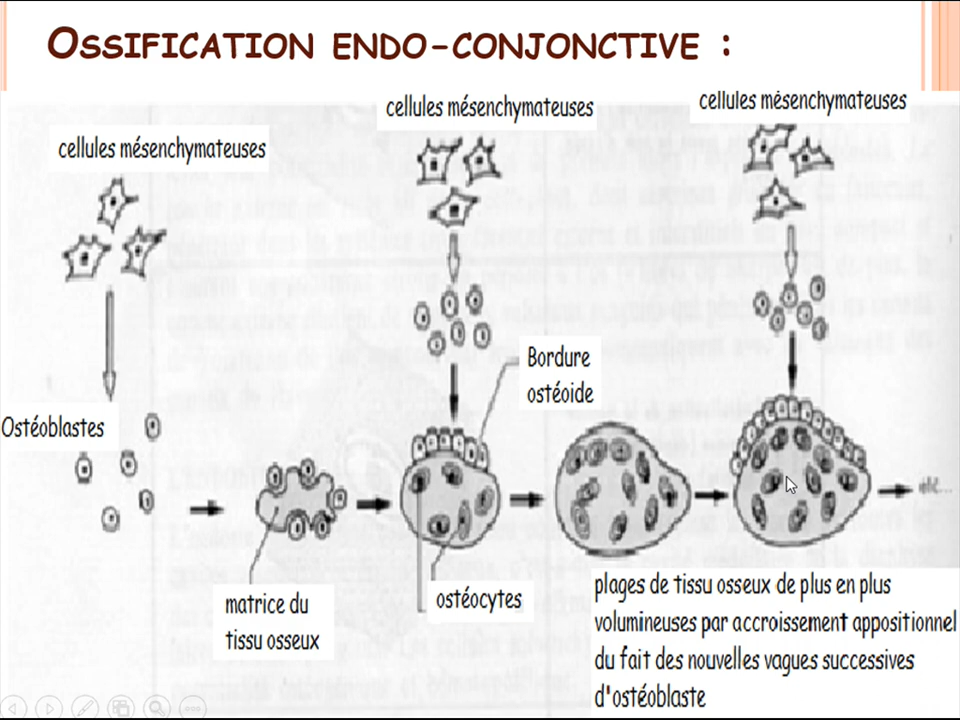 OSSIFICATION ENDO-CONJONCTIVE :
cellules mésenchymateuses
cellules mésenchymateuses
cellules mésenchymateuses
Bordure
ostéoide
Ostéoblastes
etc...
matrice du
tissu osseux
ostéocytes
plages de tissu osseux de plus en plus
volumineuses par accroissement appositionnel
du fait des nouvelles vagues successives
d'ostéoblaste